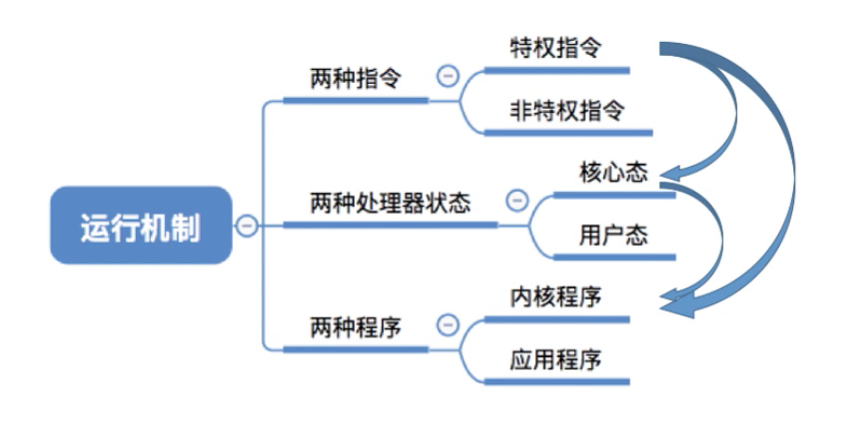 特权指令
两种指令
非特权指令
核心态
两种处理器状态
运行机制
用户态
内核程序
两种程序
应用程序